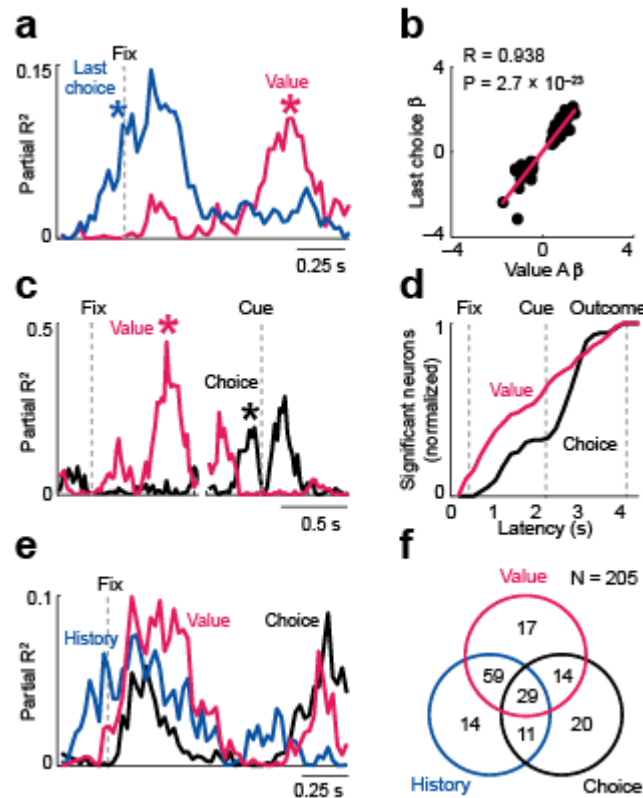 a
Last
choice
Fix
Value
*
*
0.15
Partial R²
0
0.25 s
b
R = 0.938
P = 2.7 × 10⁻²³
4
Last choice β
0
−4
−4
0
4
Value A β
c
Fix
Value
*
Cue
Choice
*
0.5
Partial R²
0
0.5 s
d
Fix
Cue
Outcome
1
Significant neurons
(normalized)
Value
Choice
0
0
1
2
3
4
Latency (s)
e
Fix
0.1
History
Value
Choice
Partial R²
0
0.25 s
f
Value
N = 205
17
59
14
29
14
11
20
History
Choice